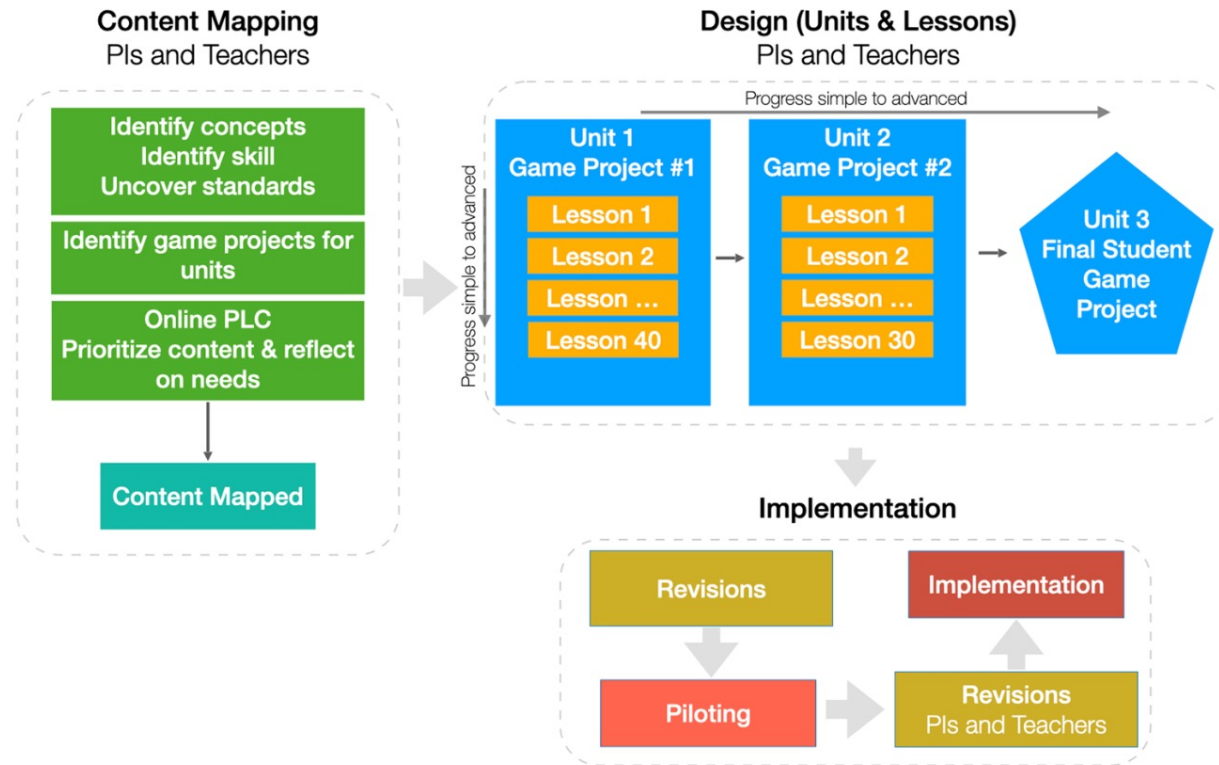 Content Mapping
PIs and Teachers
Identify concepts
Identify skill
Uncover standards
Identify game projects for
units
Online PLC
Prioritize content & reflect
on needs
Content Mapped
Design (Units & Lessons)
PIs and Teachers
Progress simple to advanced
Progress simple to advanced
Unit 1
Game Project #1
Lesson 1
Lesson 2
Lesson ...
Lesson 40
Unit 2
Game Project #2
Lesson 1
Lesson 2
Lesson ...
Lesson 30
Unit 3
Final Student
Game
Project
Implementation
Revisions
Piloting
Revisions
PIs and Teachers
Implementation